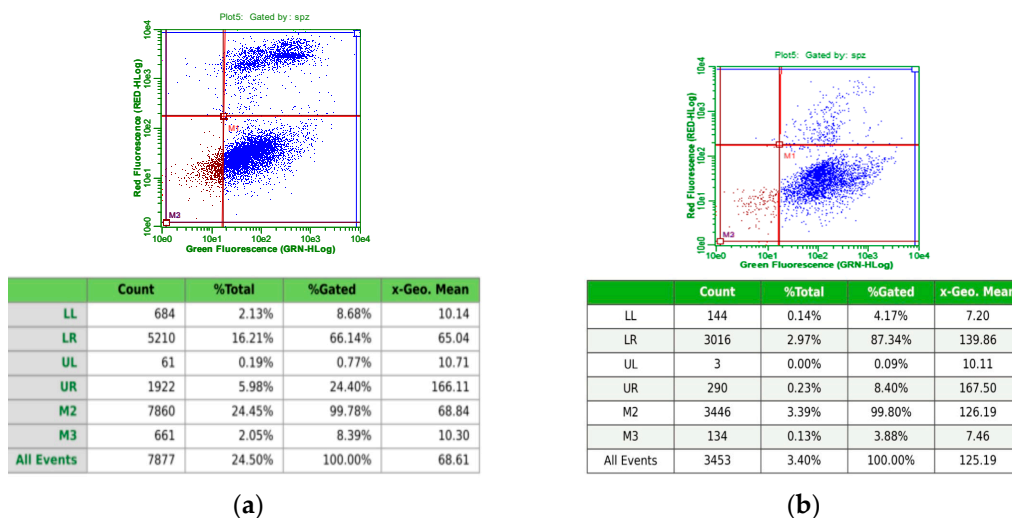 Plot5: Gated by: spz
Red Fluorescence (RED-HLog)
10e4
10e3
10e2
10e1
10e0
M1
M2
10e0 10e1 10e2 10e3 10e4
Green Fluorescence (GRN-HLog)
Count %Total %Gated x-Geo. Mean
LL 684 2.13% 8.68% 10.14
LR 5210 16.21% 66.14% 65.04
UL 61 0.19% 0.77% 10.71
UR 1922 5.98% 24.40% 166.11
M2 7860 24.45% 99.78% 68.84
M3 661 2.05% 8.39% 10.30
All Events 7877 24.50% 100.00% 68.61
(a)
Plot5: Gated by: spz
Red Fluorescence (RED-HLog)
10e4
10e3
10e2
10e1
10e0
M1
M2
10e0 10e1 10e2 10e3 10e4
Green Fluorescence (GRN-HLog)
Count %Total %Gated x-Geo. Mean
LL 144 0.14% 4.17% 7.20
LR 3016 2.97% 87.34% 139.86
UL 3 0.00% 0.09% 10.11
UR 290 0.23% 8.40% 167.50
M2 3446 3.39% 99.80% 126.19
M3 134 0.13% 3.88% 7.46
All Events 3453 3.40% 100.00% 125.19
(b)